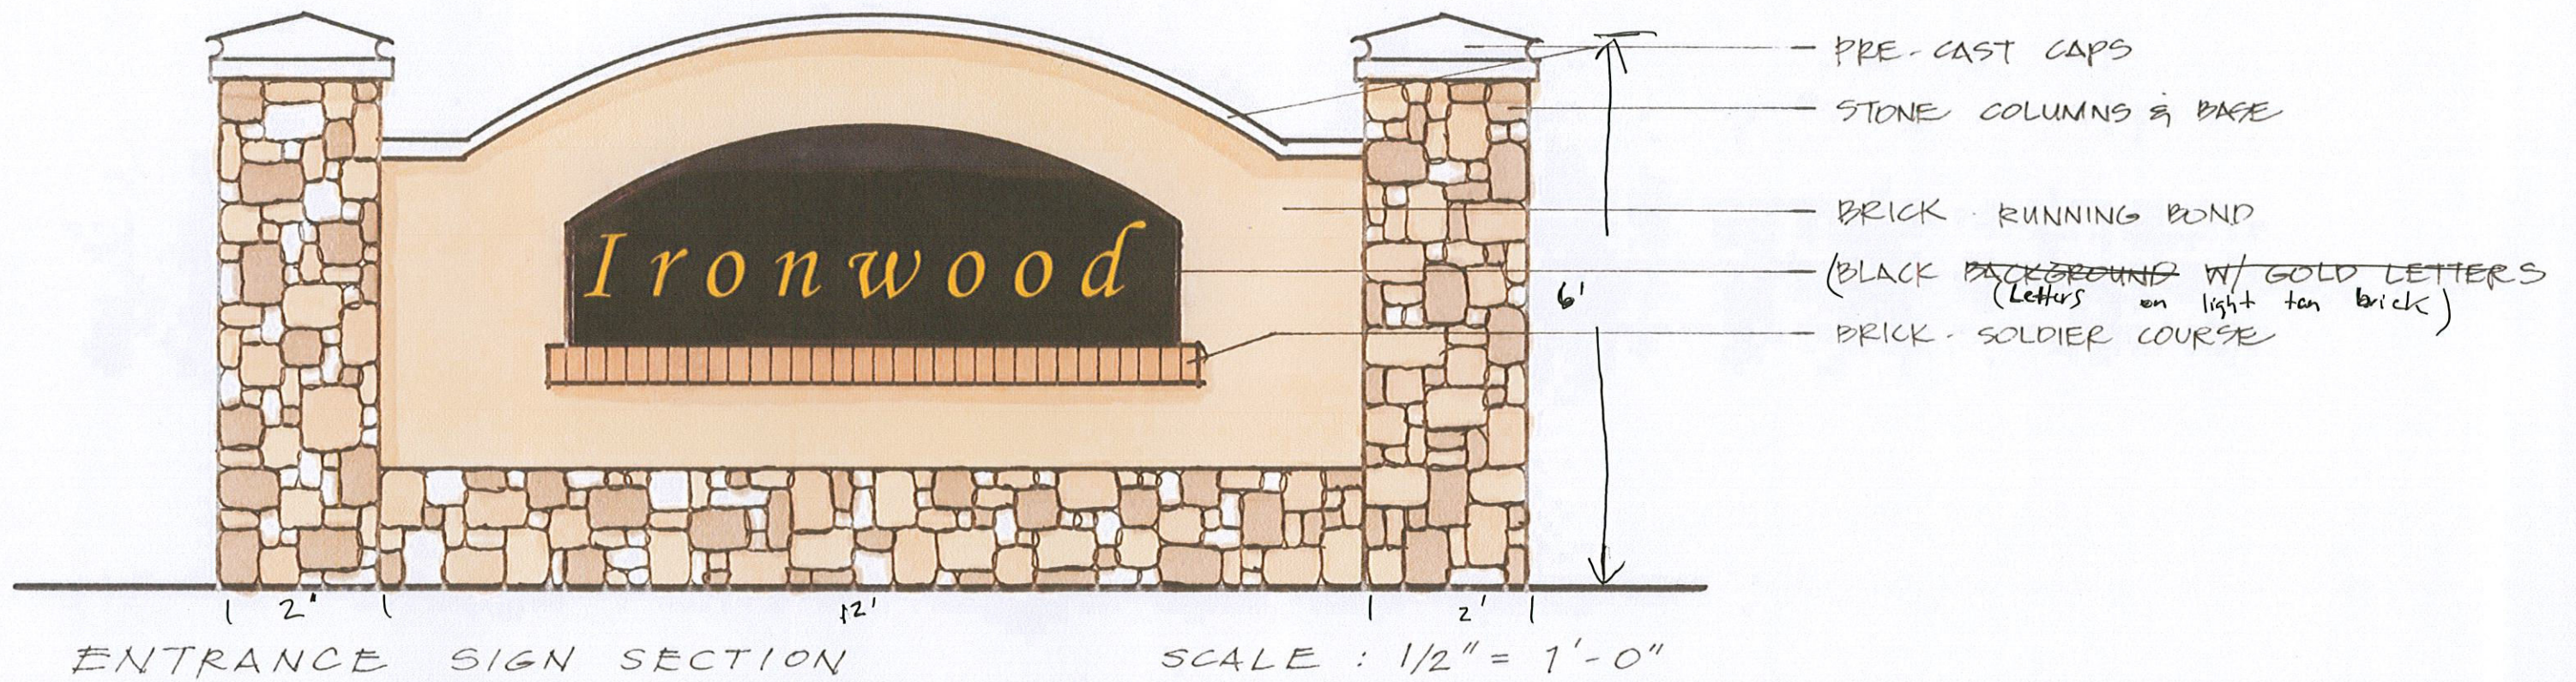 PRE-CAST CAPS
STONE COLUMNS & BASE
BRICK - RUNNING BOND
(BLACK BACKGROUND W/ GOLD LETTERS
(Letters on light tan brick)
BRICK - SOLDIER COURSE
Ironwood
6'
2" 12' 2'
ENTRANCE SIGN SECTION SCALE : 1/2" = 1'-0"